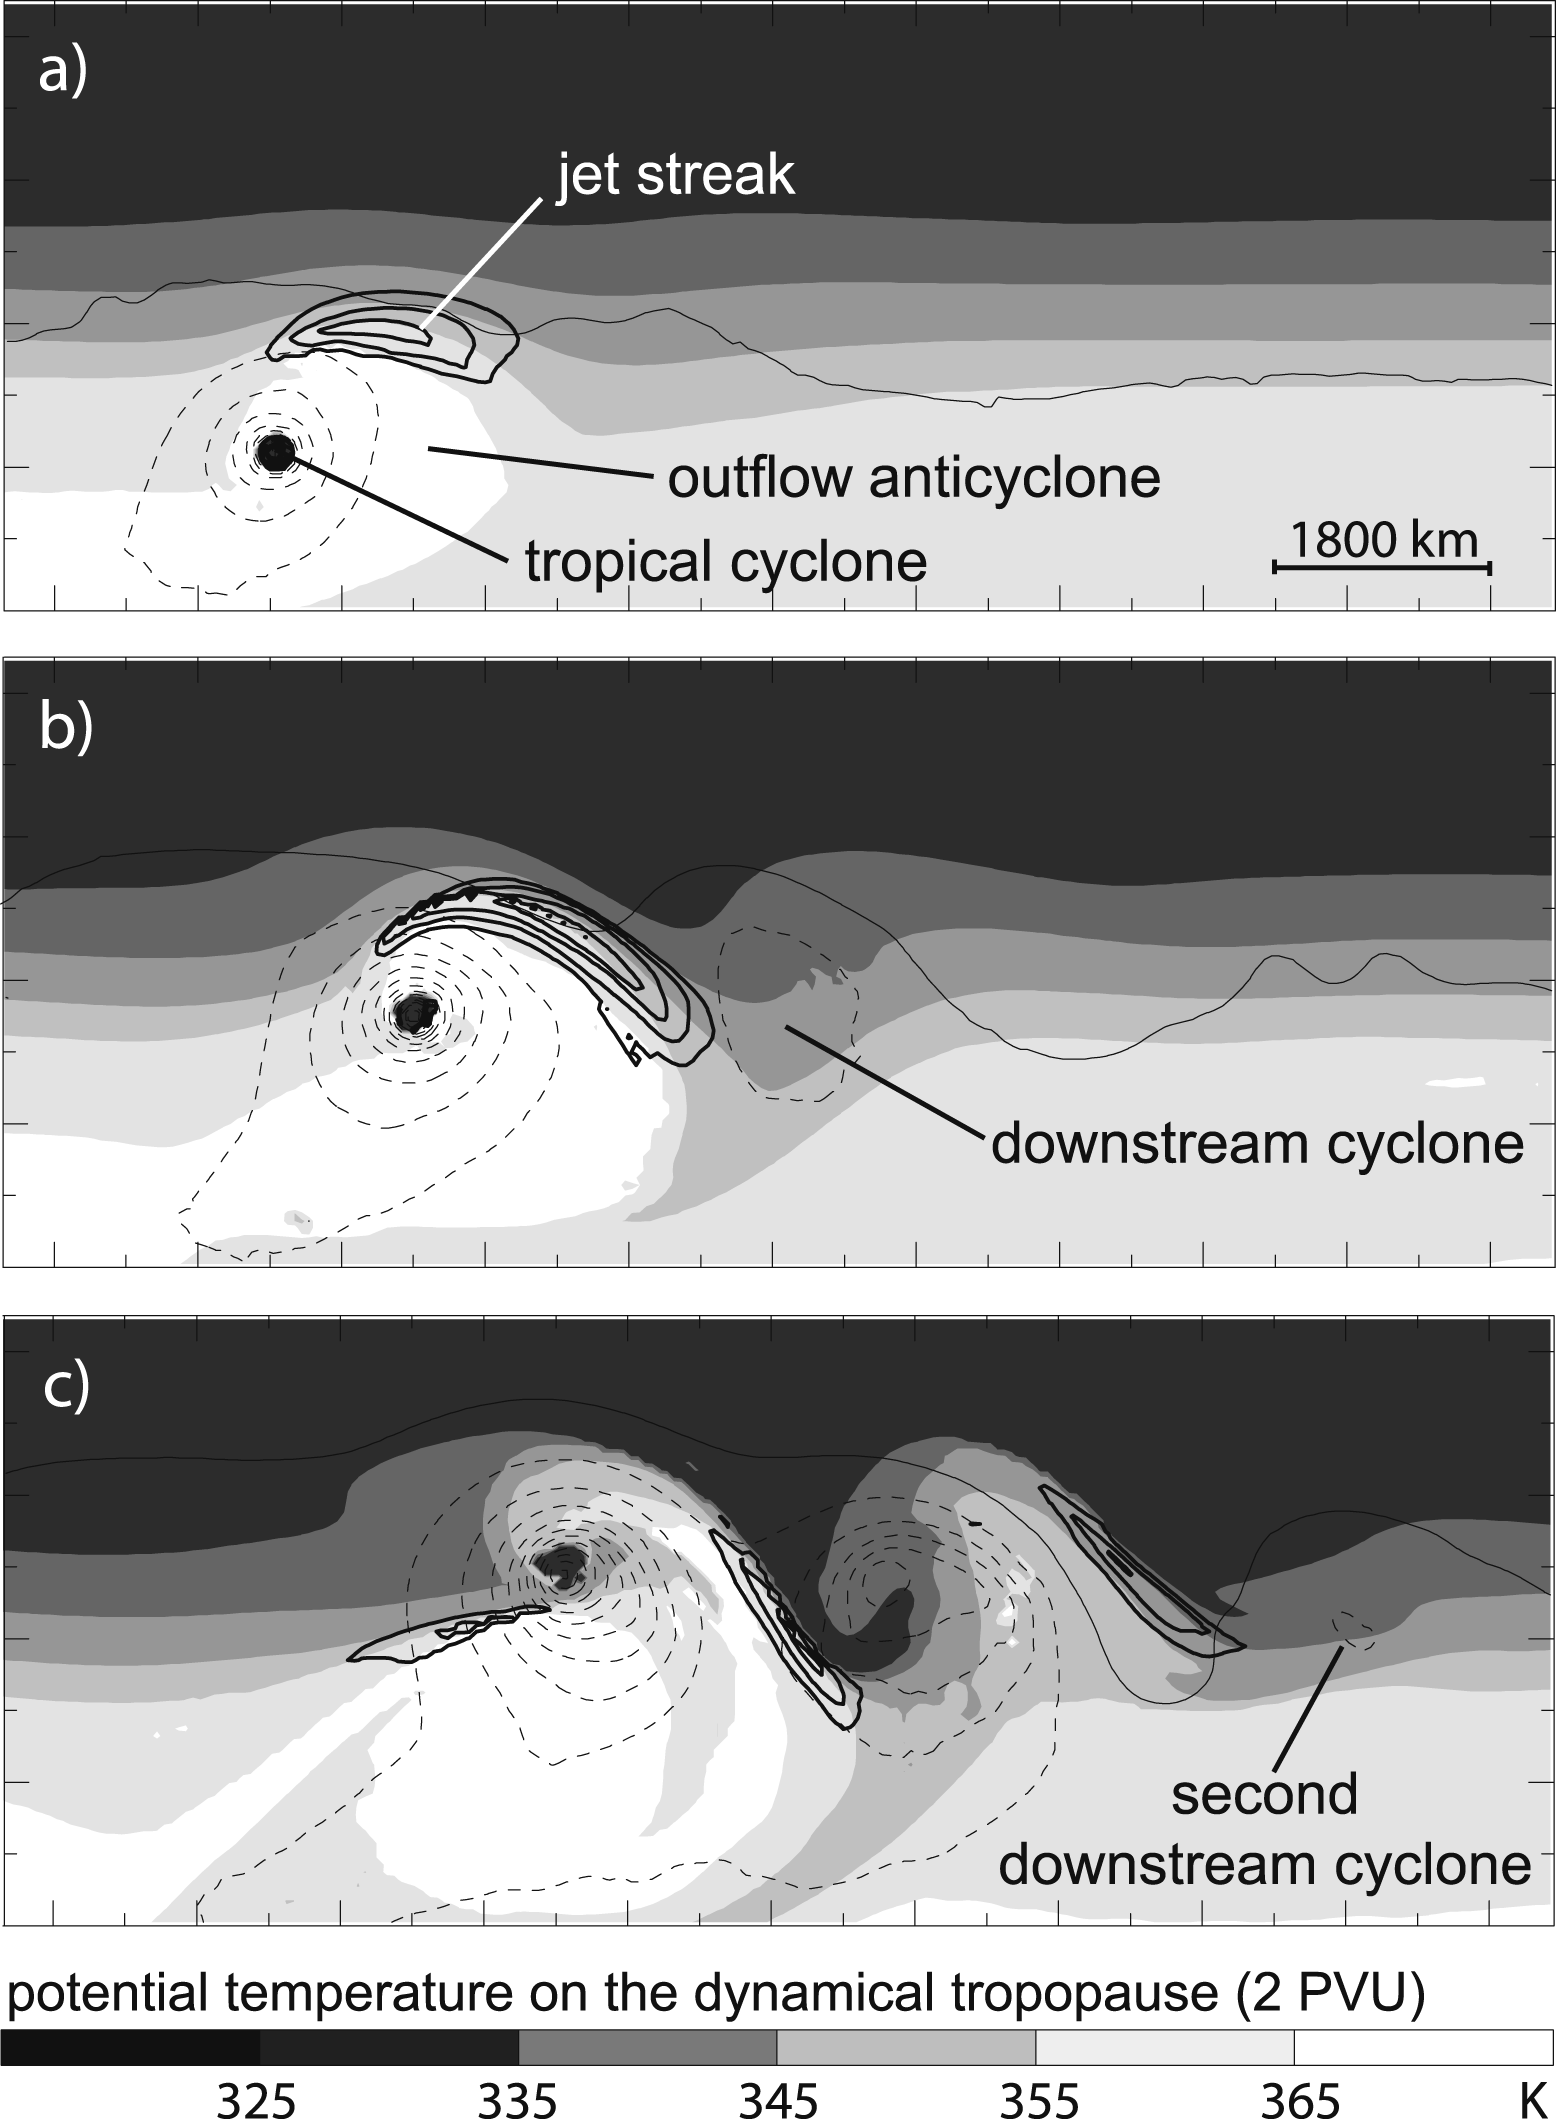 a)
jet streak
outflow anticyclone
tropical cyclone
1800 km
b)
downstream cyclone
c)
second
downstream cyclone
potential temperature on the dynamical tropopause (2 PVU)
325 335 345 355 365 K